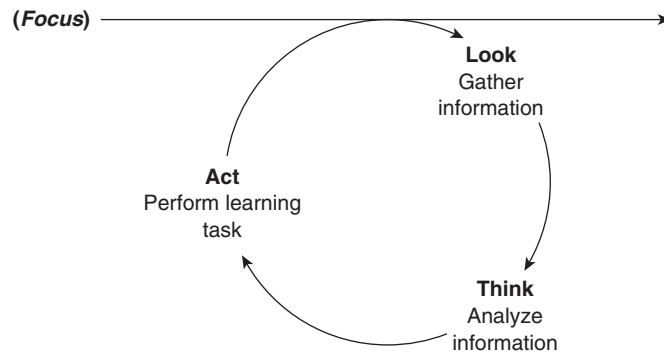 (Focus)
Look
Gather
information
Act
Perform learning
task
Think
Analyze
information